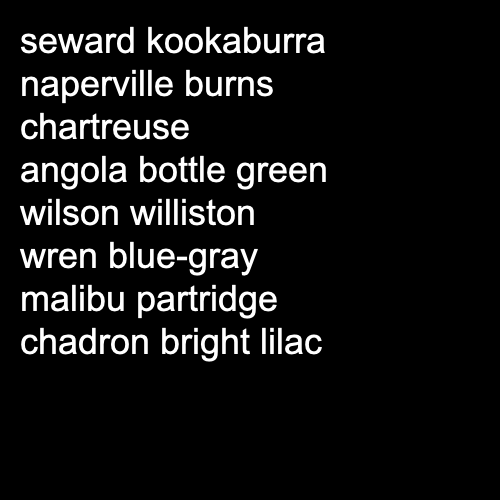 seward kookaburra
naperville burns
chartreuse
angola bottle green
wilson williston
wren blue-gray
malibu partridge
chadron bright lilac